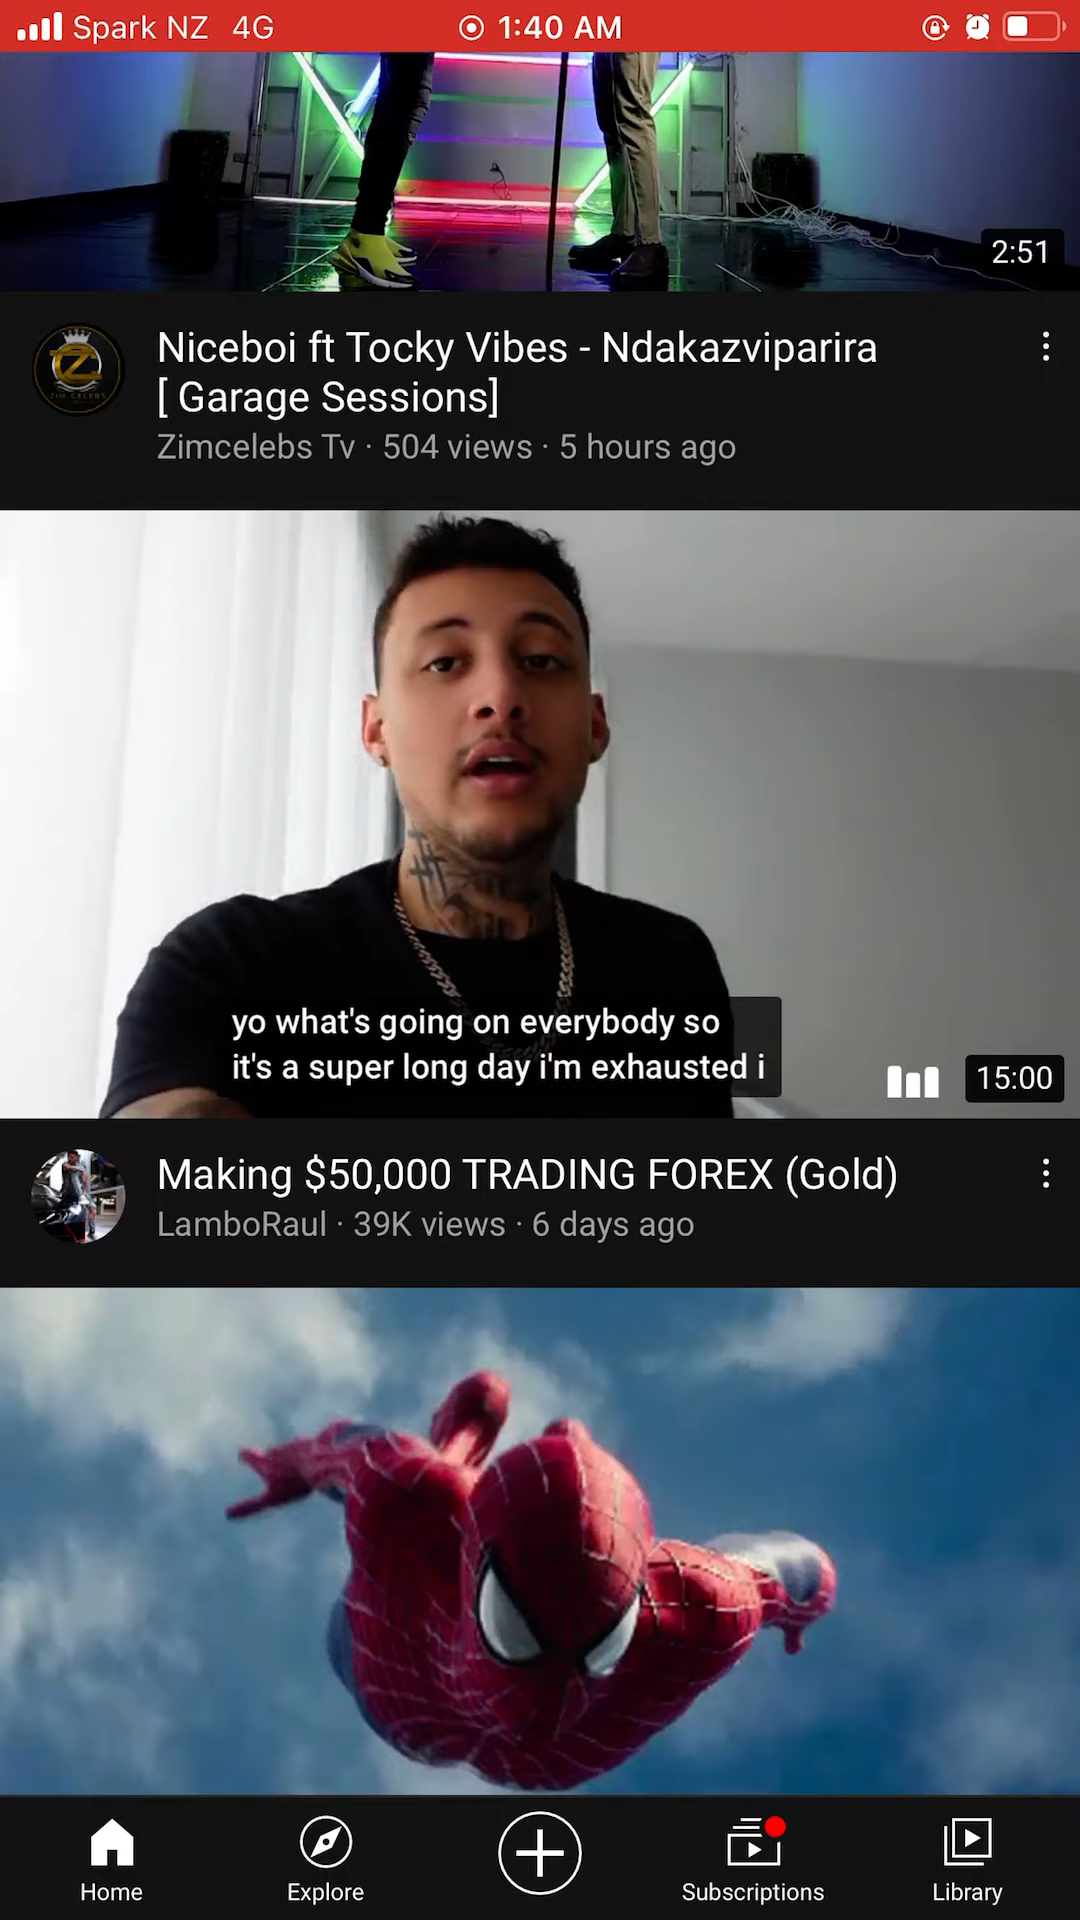 Spark NZ 4G 1:40 AM
2:51
Niceboi ft Tocky Vibes - Ndakazviparira
[ Garage Sessions]
Zimcelebs Tv · 504 views · 5 hours ago
ZIM CELEBS
yo what's going on everybody so
it's a super long day i'm exhausted i
15:00
Making $50,000 TRADING FOREX (Gold)
LamboRaul · 39K views · 6 days ago
Home Explore Subscriptions Library